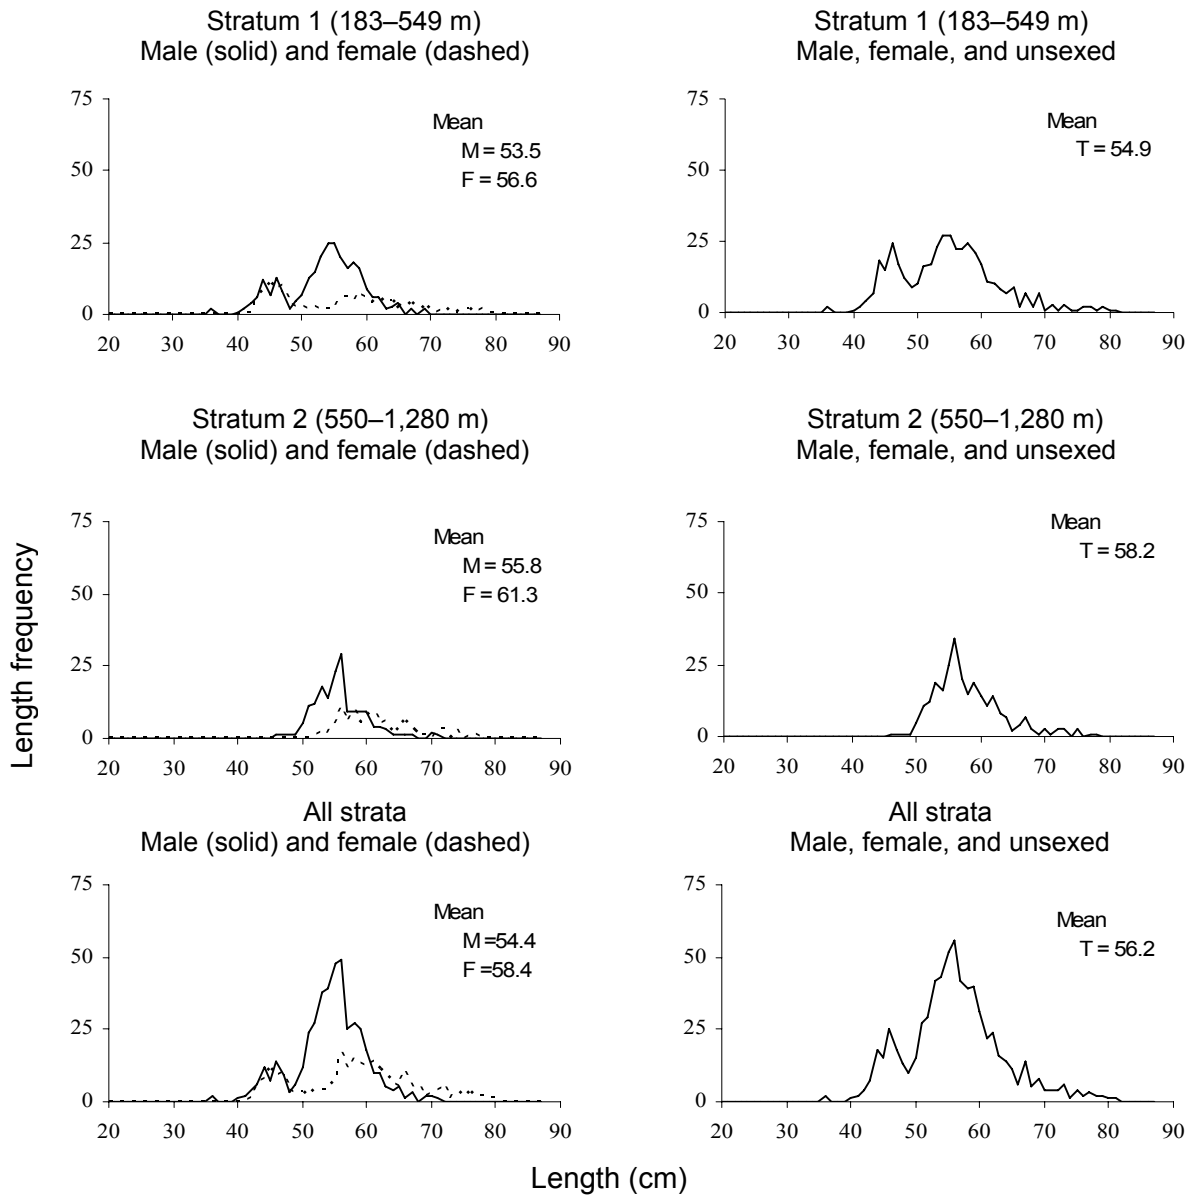 Stratum 1 (183–549 m)
Male (solid) and female (dashed)
75
50
25
0
20 30 40 50 60 70 80 90
Mean
M = 53.5
F = 56.6
Stratum 1 (183–549 m)
Male, female, and unsexed
75
50
25
0
20 30 40 50 60 70 80 90
Mean
T = 54.9
Stratum 2 (550–1,280 m)
Male (solid) and female (dashed)
75
50
25
0
20 30 40 50 60 70 80 90
Mean
M = 55.8
F = 61.3
Stratum 2 (550–1,280 m)
Male, female, and unsexed
75
50
25
0
20 30 40 50 60 70 80 90
Mean
T = 58.2
Length frequency
All strata
Male (solid) and female (dashed)
75
50
25
0
20 30 40 50 60 70 80 90
Mean
M =54.4
F =58.4
All strata
Male, female, and unsexed
75
50
25
0
20 30 40 50 60 70 80 90
Mean
T = 56.2
Length (cm)